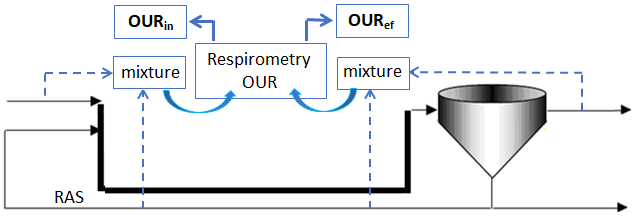 OURin
OURef
mixture
Respirometry
OUR
mixture
RAS